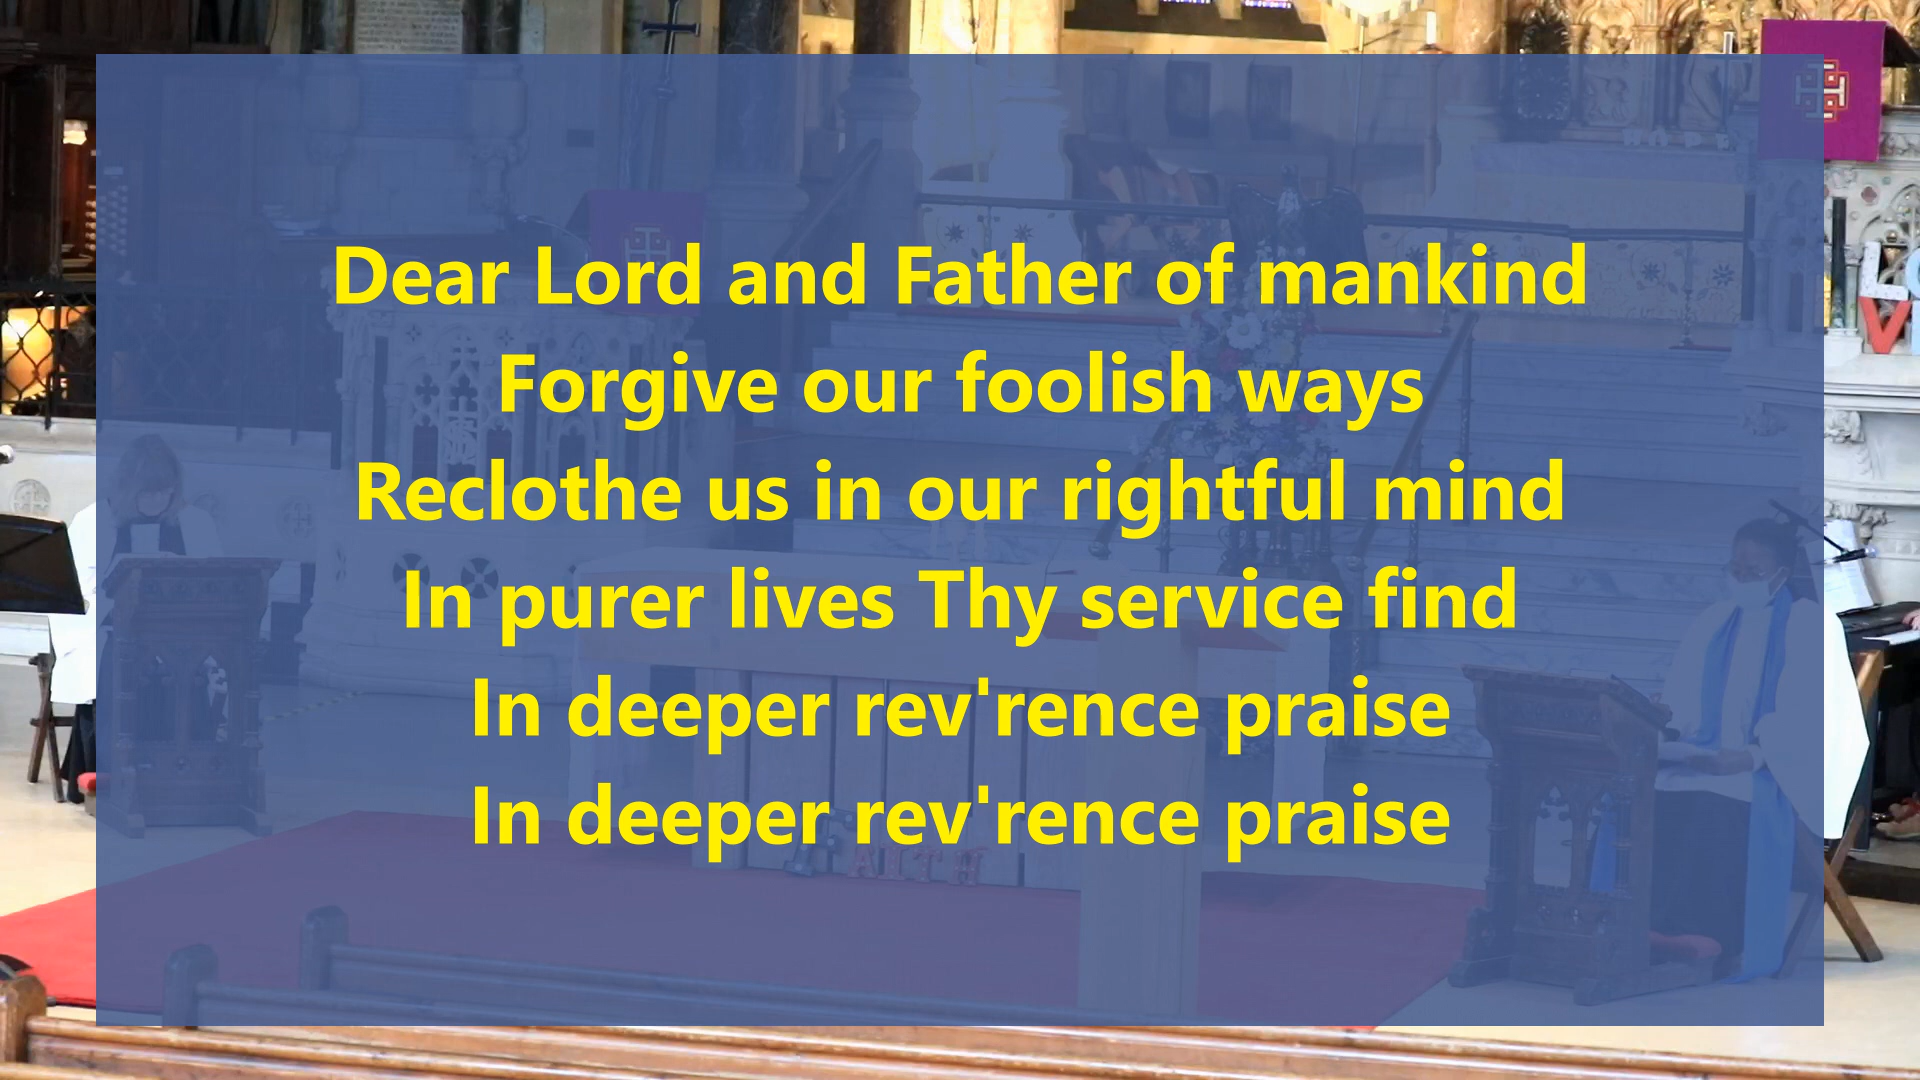 Dear Lord and Father of mankind
Forgive our foolish ways
Reclothe us in our rightful mind
In purer lives Thy service find
In deeper rev'rence praise
In deeper rev'rence praise
FAITH